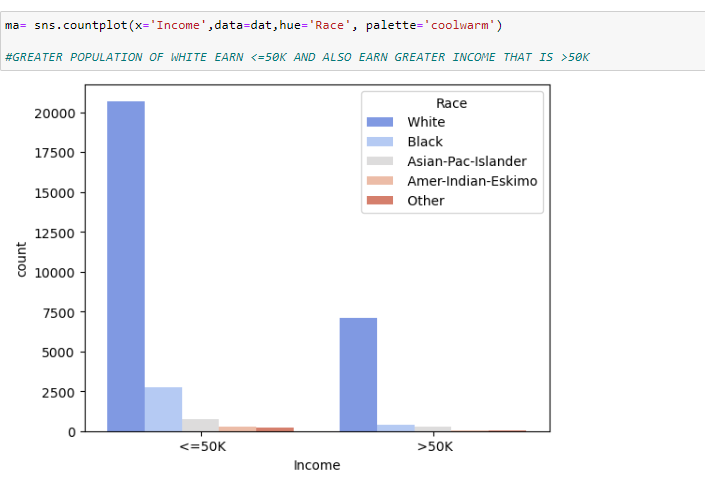 ma= sns.countplot(x='Income',data=dat,hue='Race', palette='coolwarm')
#GREATER POPULATION OF WHITE EARN <=50K AND ALSO EARN GREATER INCOME THAT IS >50K
Race
White
Black
Asian-Pac-Islander
Amer-Indian-Eskimo
Other
20000
17500
15000
12500
10000
7500
5000
2500
0
count
<=50K >50K
Income